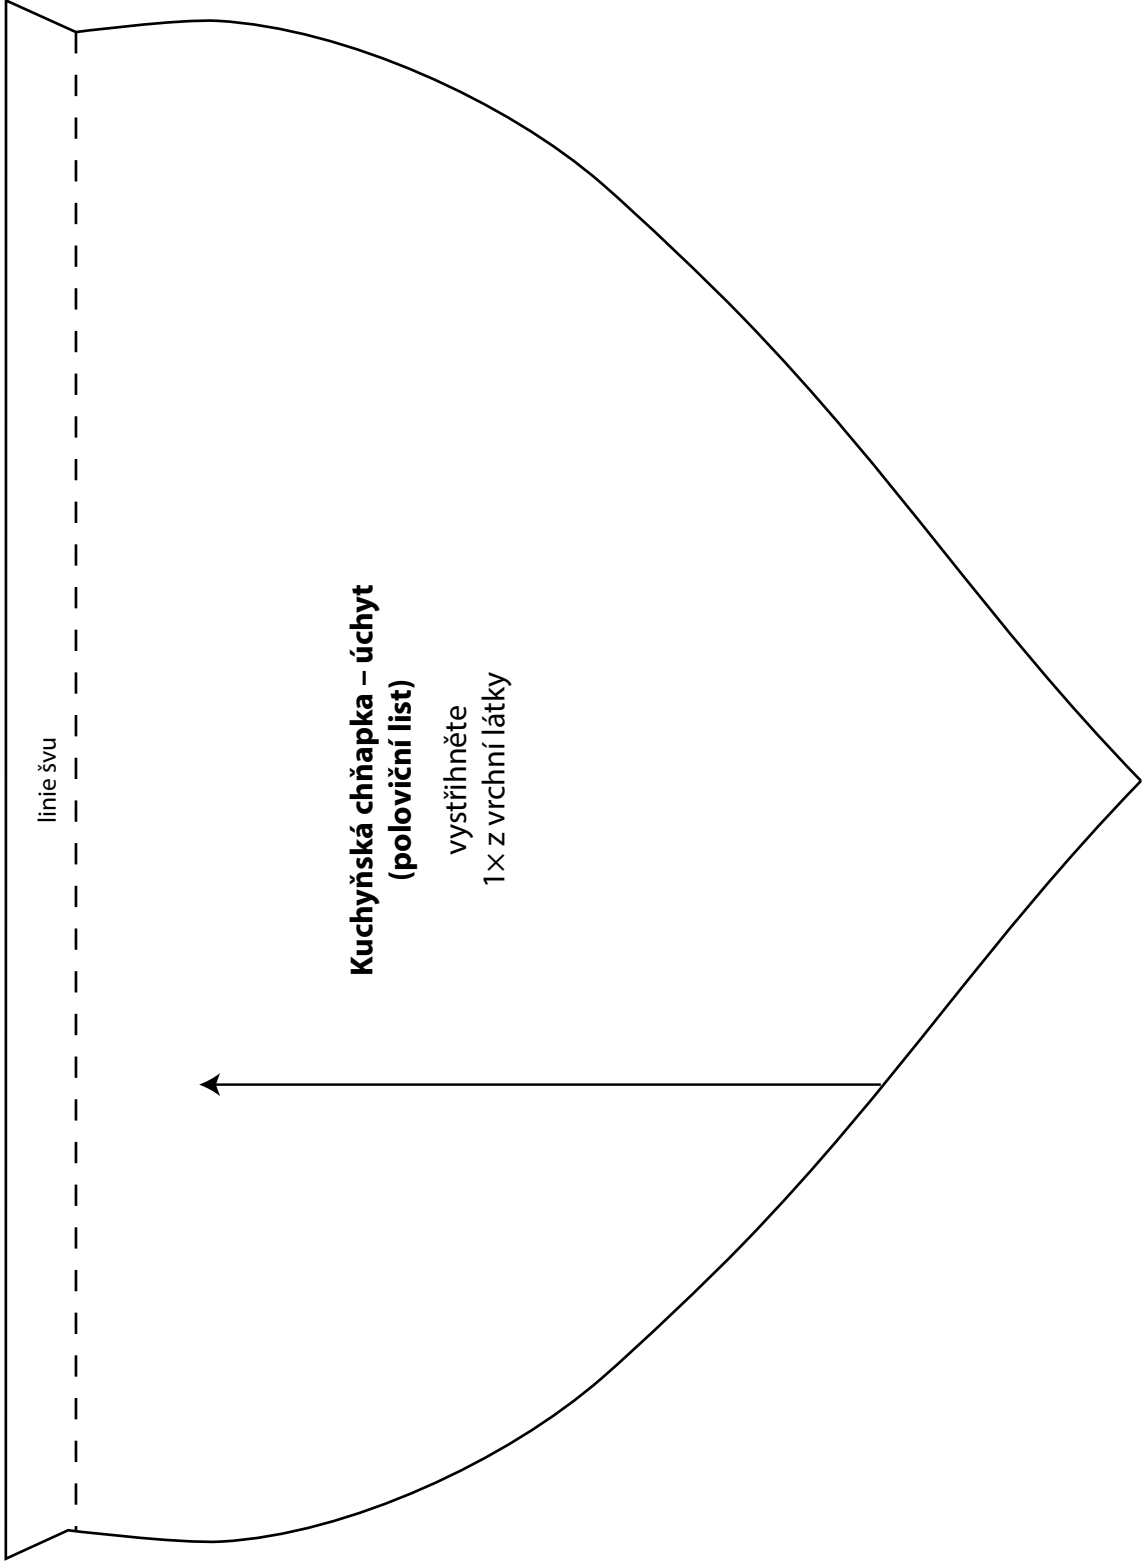 linie švu
Kuchyňská chňapka – úchyt
(poloviční list)
vystřihněte
1× z vrchní látky